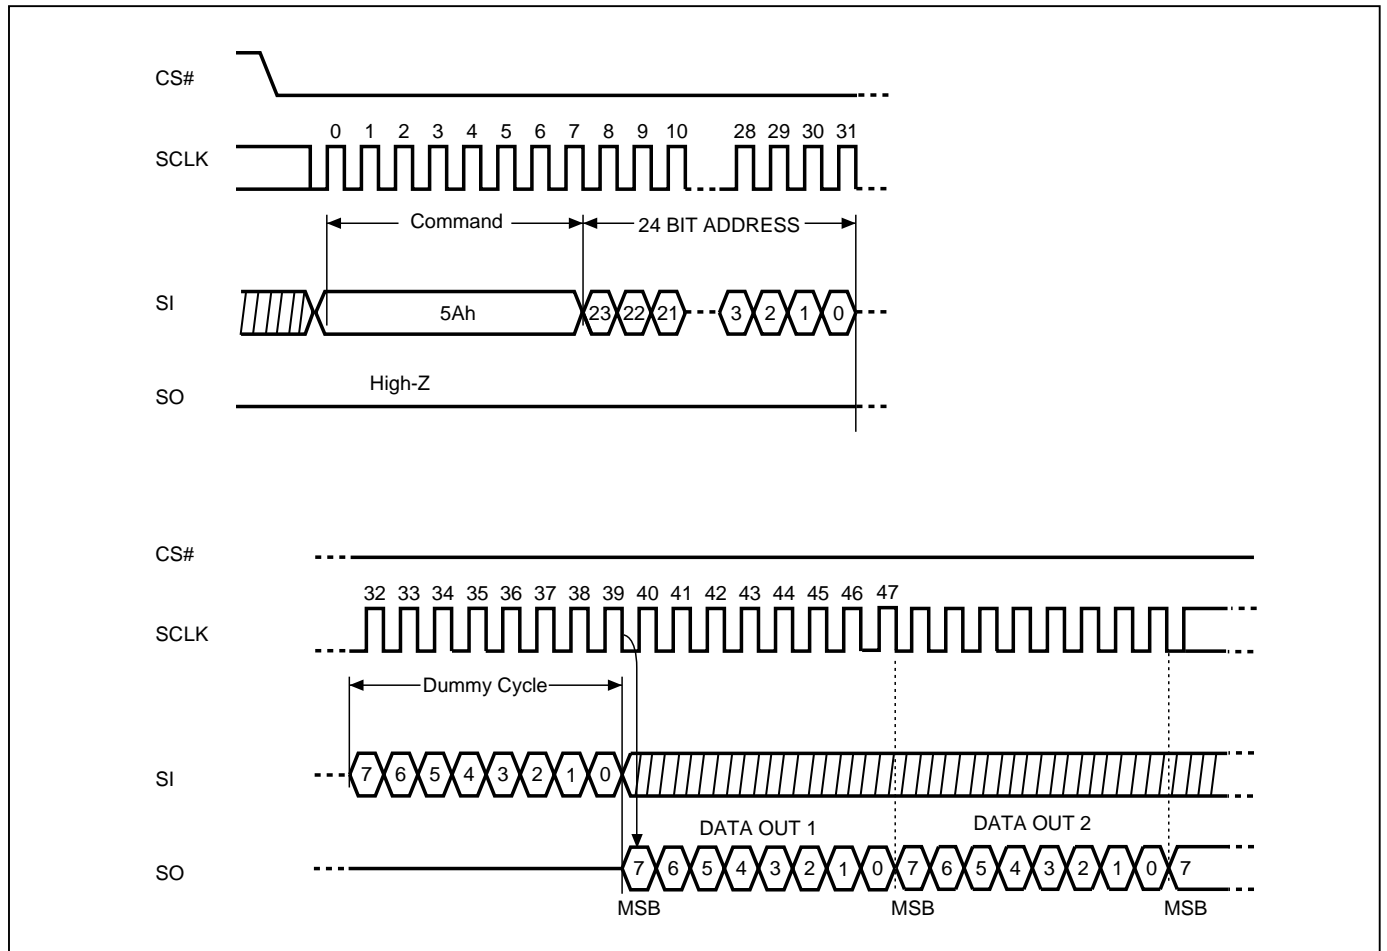 CS#
0 1 2 3 4 5 6 7 8 9 10 28 29 30 31
SCLK
Command 24 BIT ADDRESS
SI 5Ah 23 22 21 3 2 1 0
High-Z
SO
CS#
32 33 34 35 36 37 38 39 40 41 42 43 44 45 46 47
SCLK
Dummy Cycle
SI 7 6 5 4 3 2 1 0
DATA OUT 1 DATA OUT 2
SO 7 6 5 4 3 2 1 0 7 6 5 4 3 2 1 0 7
MSB MSB MSB